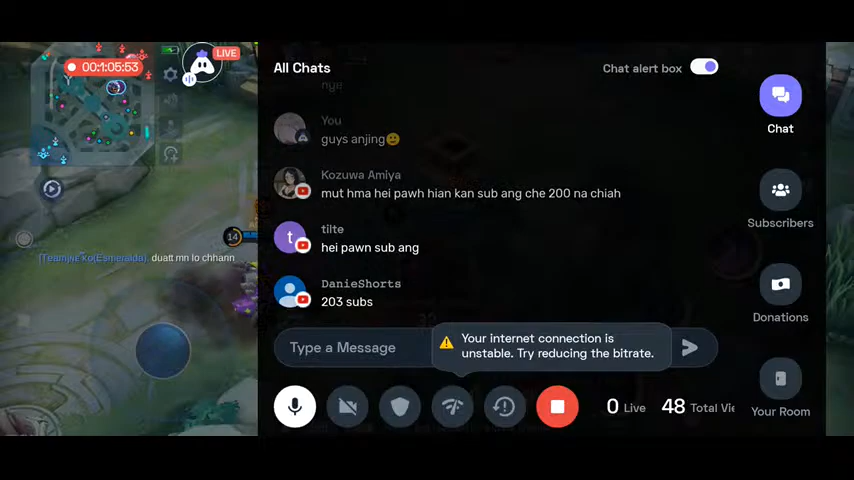 00:1:05:53
LIVE
14
(Teamyie ko(Esmeralda). duatt mn lo chhann
All Chats
Chat alert box
nge
You
guys anjing🙂
Kozuwa Amiya
mut hma hei pawh hian kan sub ang che 200 na chiah
t
tilte
hei pawn sub ang
DanieShorts
203 subs
Type a Message
Your internet connection is
unstable. Try reducing the bitrate.
0 Live 48 Total Vie
Chat
Subscribers
Donations
Your Room